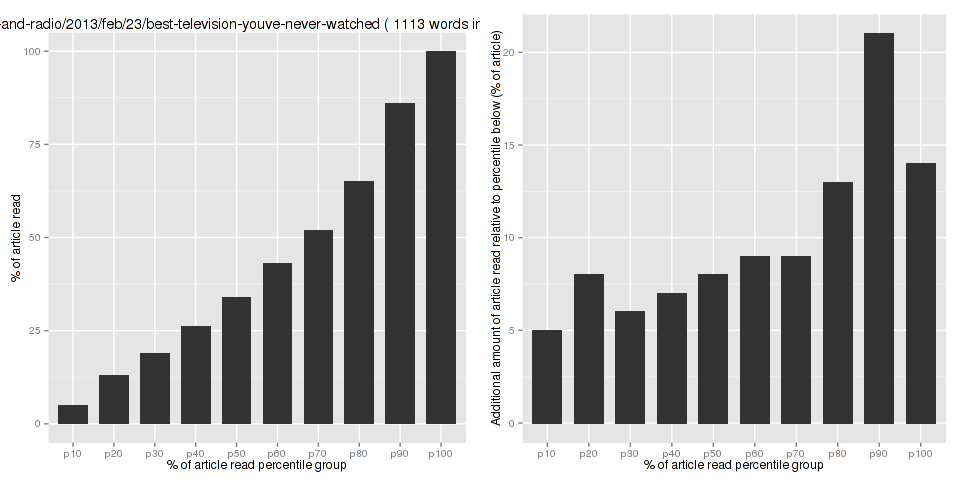 -and-radio/2013/feb/23/best-television-youve-never-watched ( 1113 words ir
% of article read
100
75
50
25
0
p10 p20 p30 p40 p50 p60 p70 p80 p90 p100
% of article read percentile group
Additional amount of article read relative to percentile below (% of article)
20
15
10
5
0
p10 p20 p30 p40 p50 p60 p70 p80 p90 p100
% of article read percentile group